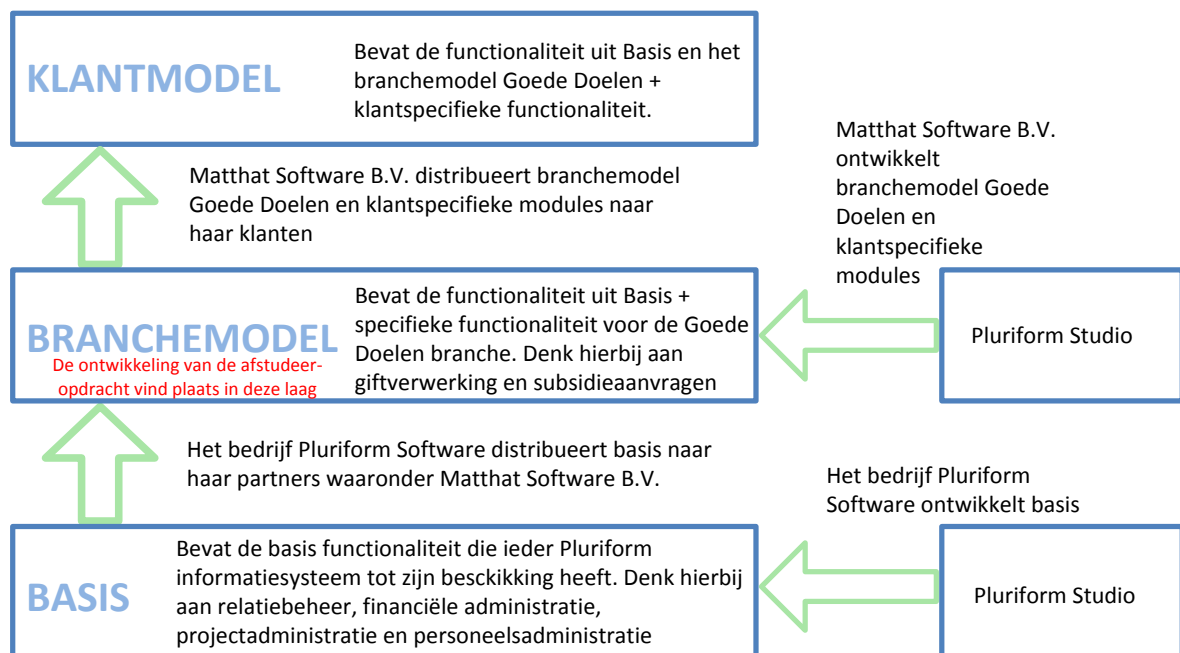 KLANTMODEL
Bevat de functionaliteit uit Basis en het
branchemodel Goede Doelen +
klantspecifieke functionaliteit.
Matthat Software B.V.
ontwikkelt
branchemodel Goede
Doelen en
klantspecifieke
modules
Matthat Software B.V. distribueert branchemodel
Goede Doelen en klantspecifieke modules naar
haar klanten
BRANCHEMODEL
De ontwikkeling van de afstudeer-
opdracht vind plaats in deze laag
Bevat de functionaliteit uit Basis +
specifieke functionaliteit voor de Goede
Doelen branche. Denk hierbij aan
giftverwerking en subsidieaanvragen
Pluriform Studio
Het bedrijf Pluriform Software distribueert basis naar
haar partners waaronder Matthat Software B.V.
Het bedrijf Pluriform
Software ontwikkelt basis
BASIS
Bevat de basis functionaliteit die ieder Pluriform
informatiesysteem tot zijn besckikking heeft. Denk hierbij
aan relatiebeheer, financiële administratie,
projectadministratie en personeelsadministratie
Pluriform Studio